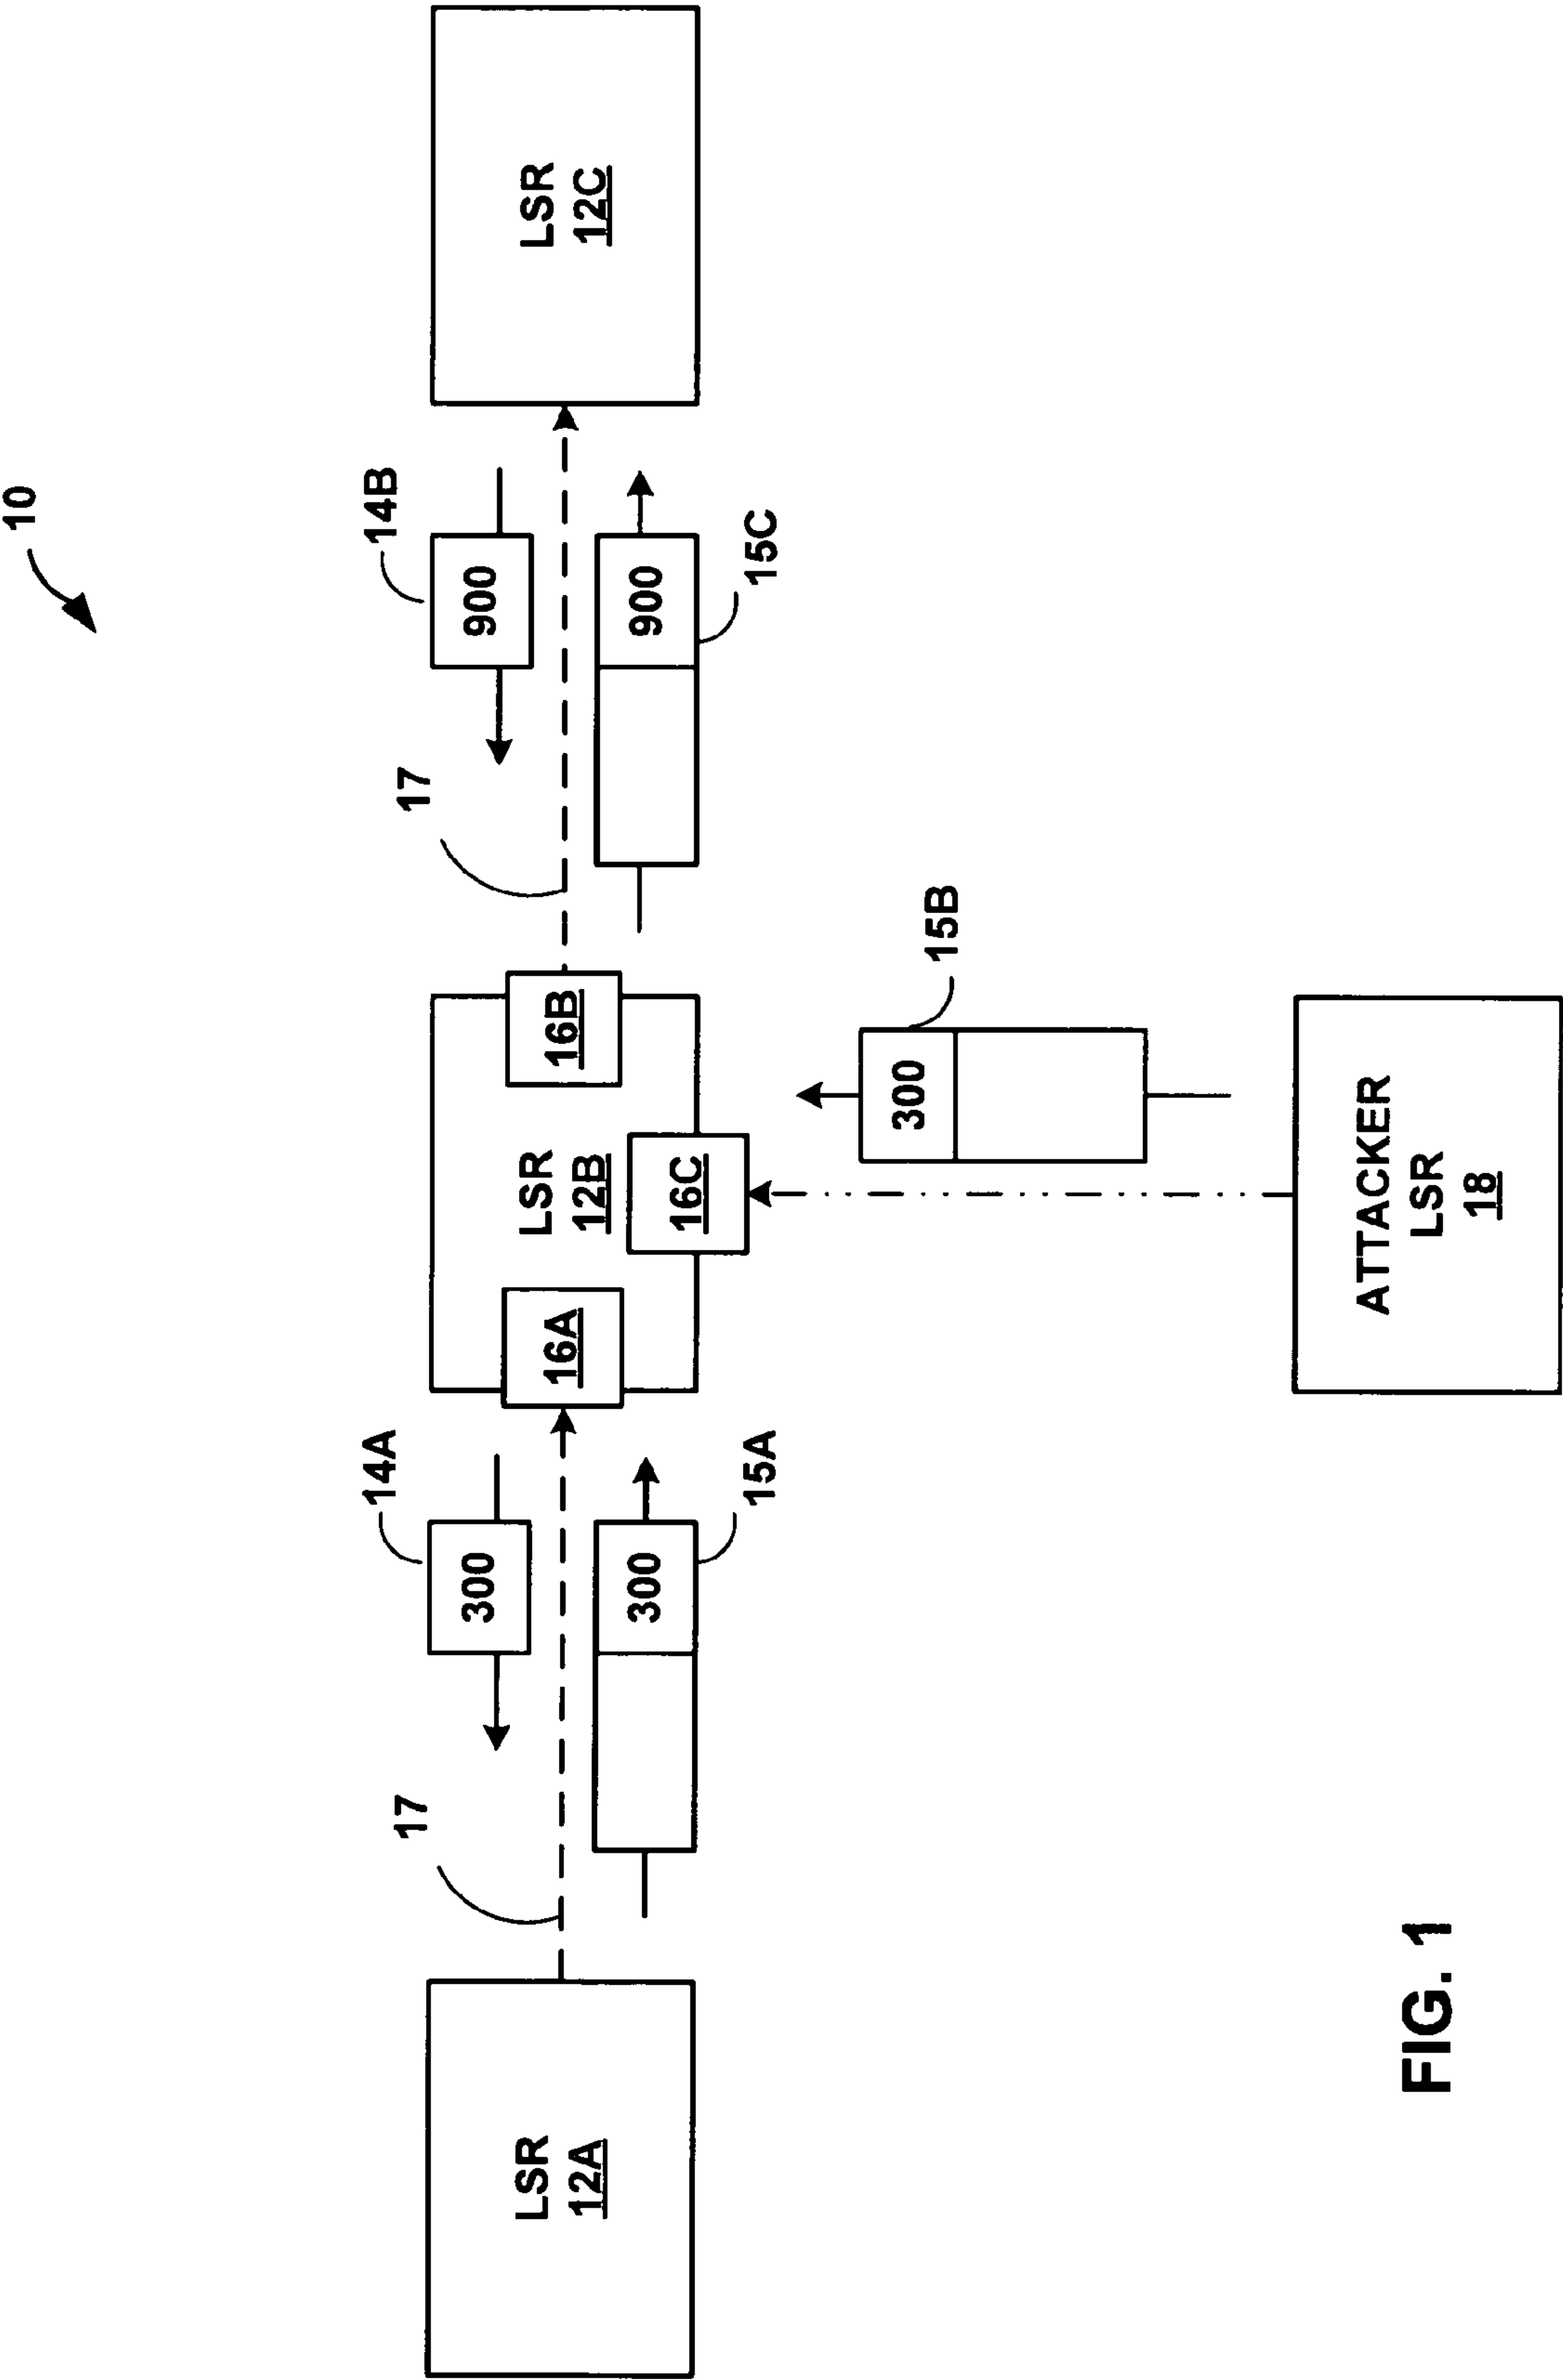 10
14A
14B
17
17
300
900
LSR
12A
16A
LSR
12B
16B
LSR
12C
300
900
15A
16C
15C
300
15B
ATTACKER
LSR
18
FIG. 1